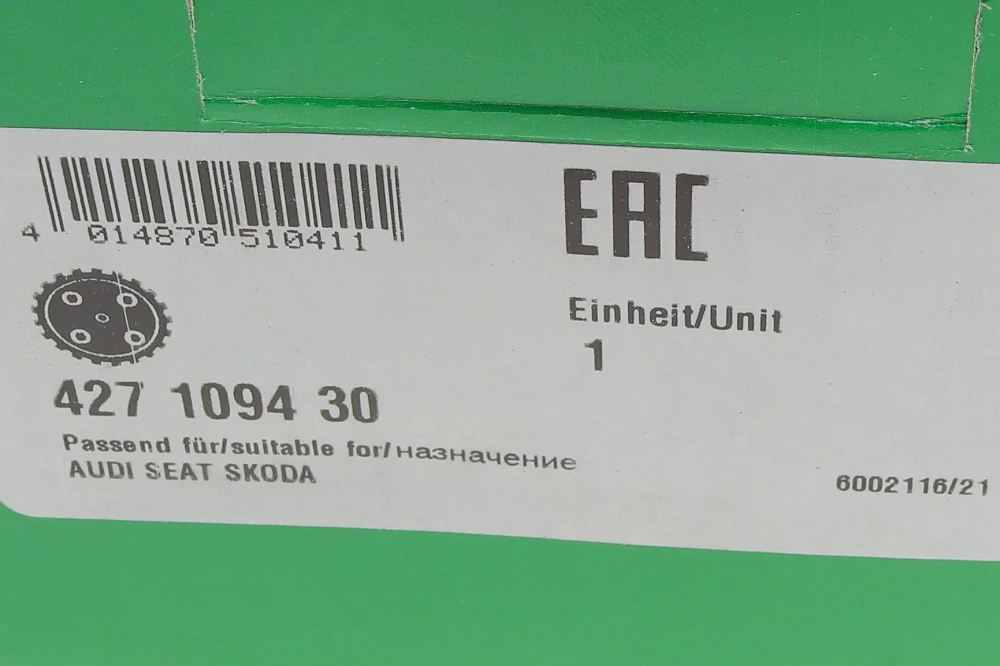 EAC
4 014870 510411
Einheit/Unit
1
427 1094 30
Passend für/suitable for/назначение
AUDI SEAT SKODA
6002116/21